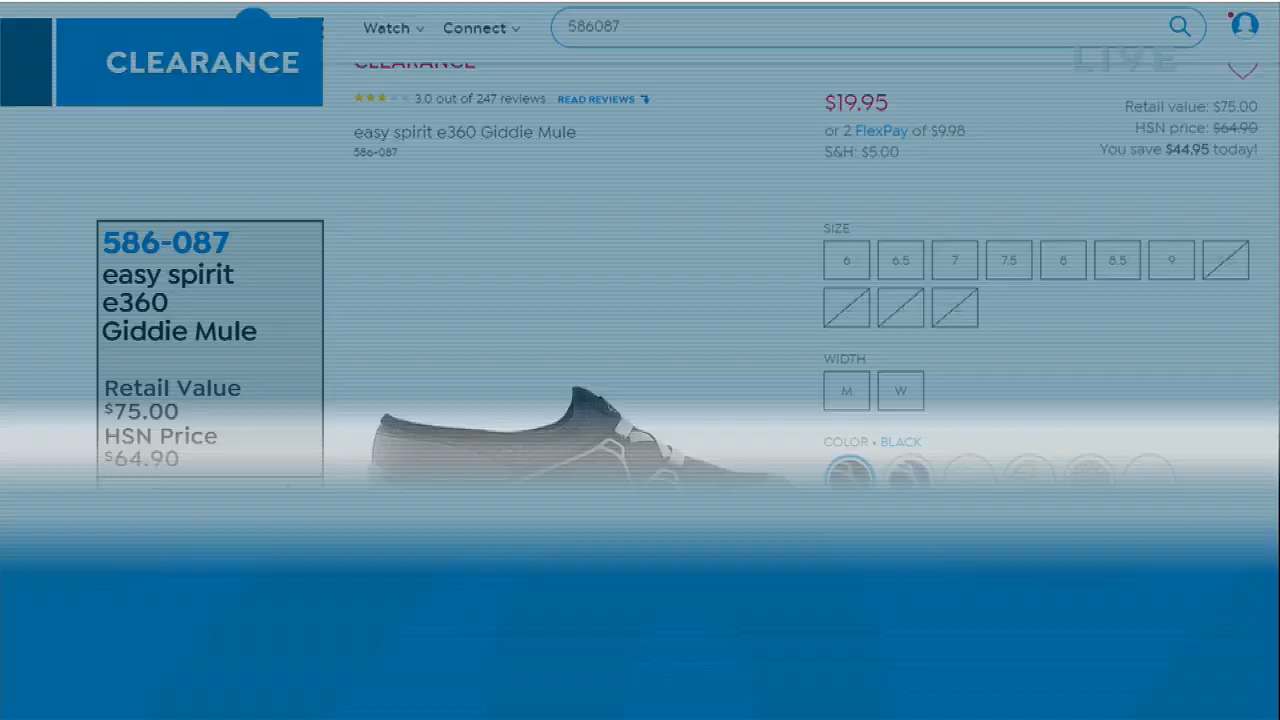 Watch
Connect
586087
CLEARANCE
LIVE
CLEARANCE
3.0 out of 247 reviews
READ REVIEWS
easy spirit e360 Giddie Mule
586-087
$19.95
or 2 FlexPay of $9.98
S&H: $5.00
Retail value: $75.00
HSN price: $64.90
You save $44.95 today!
586-087
easy spirit
e360
Giddie Mule
Retail Value
$75.00
HSN Price
$64.90
SIZE
6 6.5 7 7.5 8 8.5 9
WIDTH
M W
COLOR • BLACK